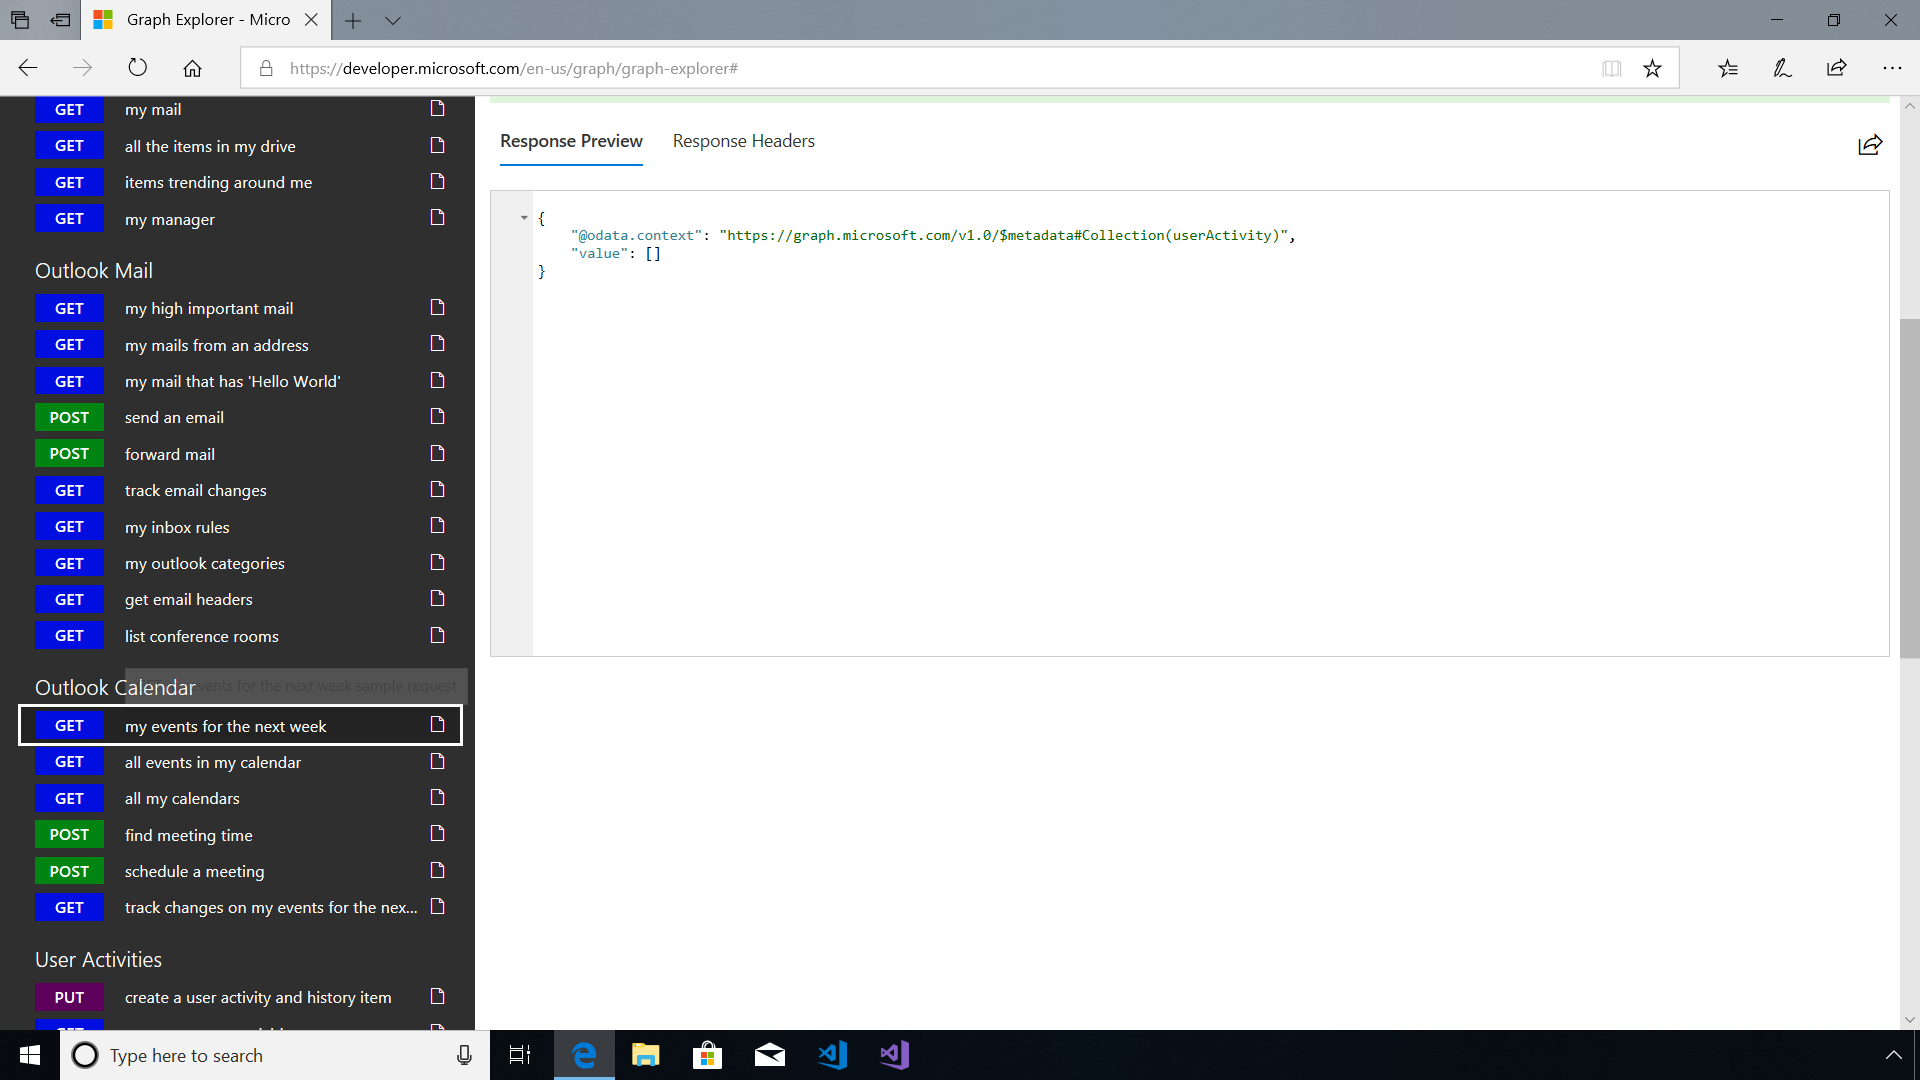 Graph Explorer - Micro
https://developer.microsoft.com/en-us/graph/graph-explorer#
GET my mail
GET all the items in my drive
GET items trending around me
GET my manager
Outlook Mail
GET my high important mail
GET my mails from an address
GET my mail that has 'Hello World'
POST send an email
POST forward mail
GET track email changes
GET my inbox rules
GET my outlook categories
GET get email headers
GET list conference rooms
Outlook Calendar
events for the next week sample request
GET my events for the next week
GET all events in my calendar
GET all my calendars
POST find meeting time
POST schedule a meeting
GET track changes on my events for the nex...
User Activities
PUT create a user activity and history item
Response Preview Response Headers
{
"@odata.context": "https://graph.microsoft.com/v1.0/$metadata#Collection(userActivity)",
"value": []
}
Type here to search